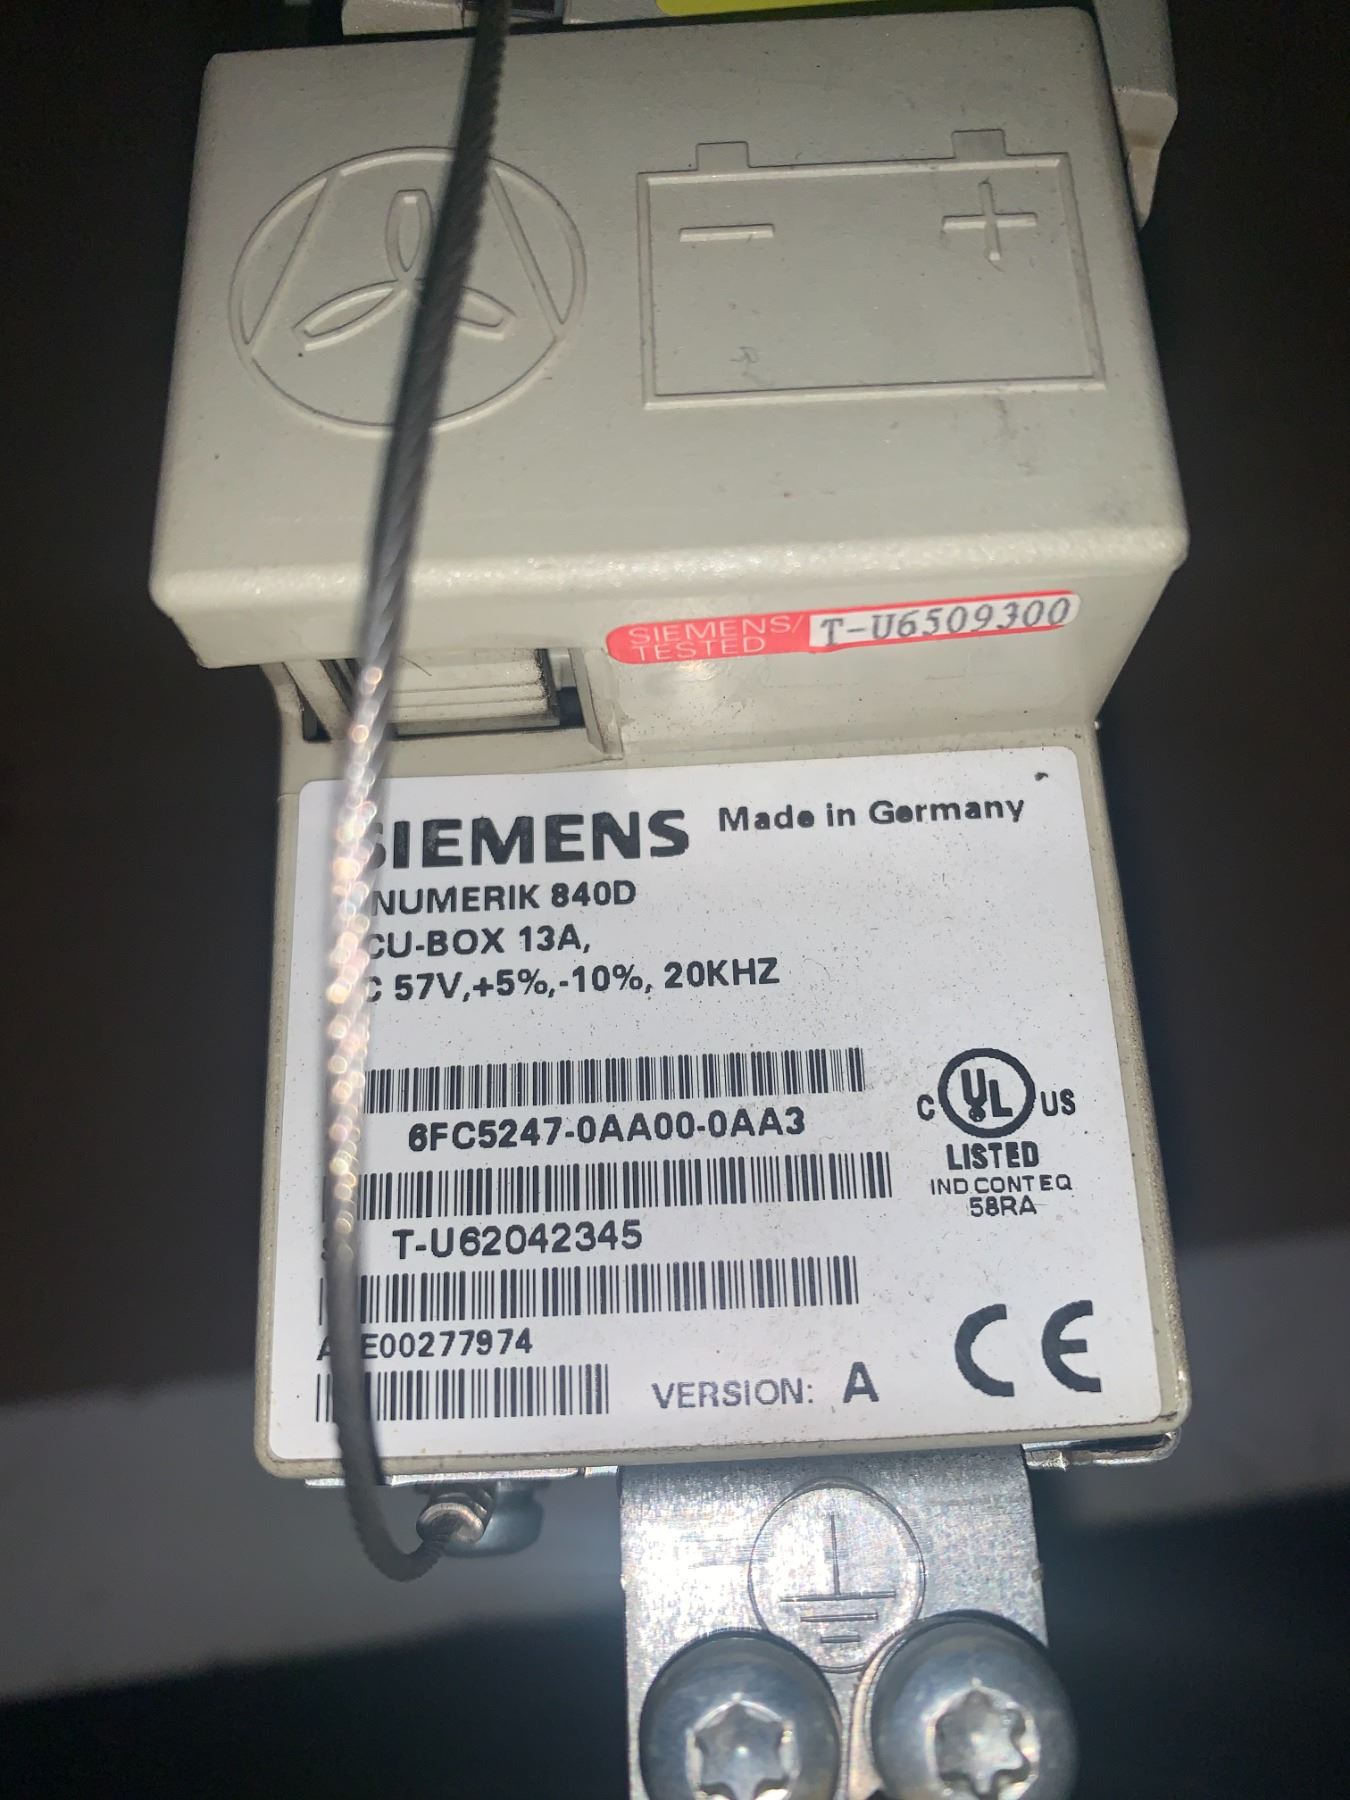 SIEMENS/ T-U6509300
TESTED
SIEMENS Made in Germany
NUMERIK 840D
CU-BOX 13A,
C 57V,+5%,-10%, 20KHZ
6FC5247-0AA00-0AA3
C UL US
LISTED
IND CONT EQ
58RA
T-U62042345
E00277974
VERSION: A
CE